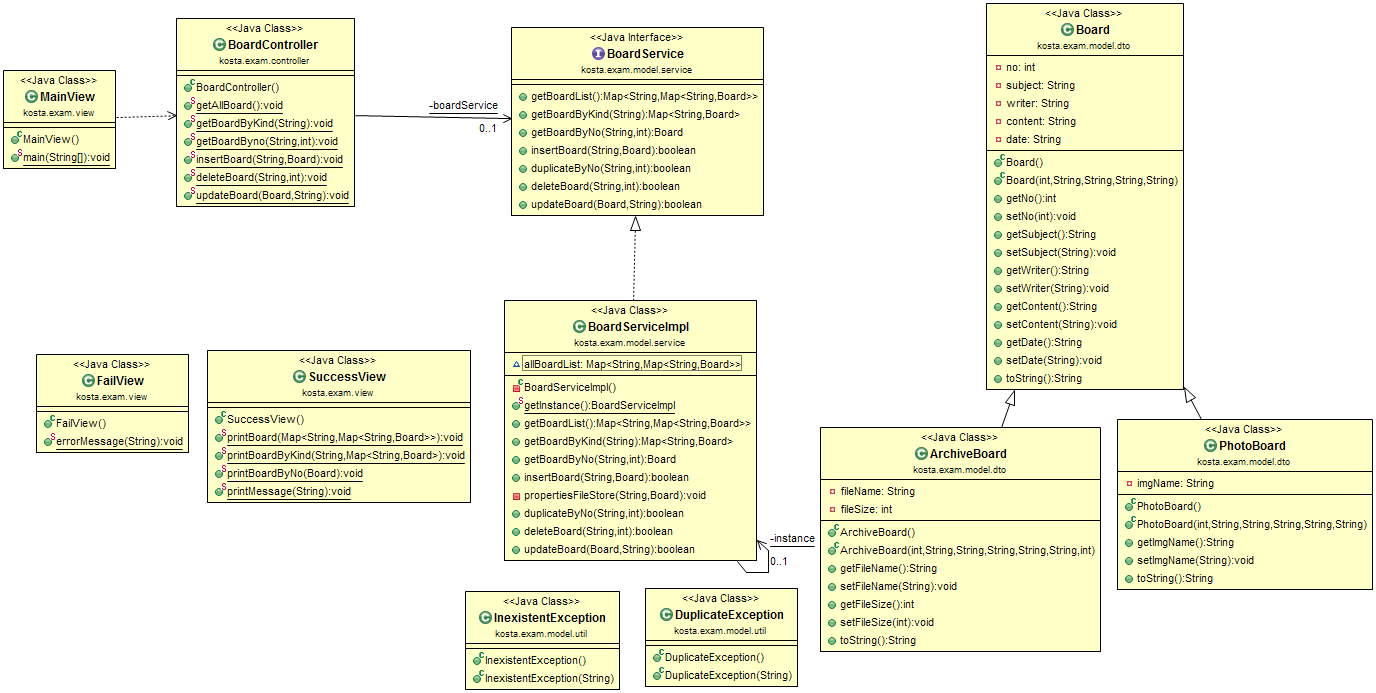 <<Java Class>>
MainView
kosta.exam.view
MainView()
main(String[]):void
<<Java Class>>
BoardController
kosta.exam.controller
BoardController()
getAllBoard():void
getBoardByKind(String):void
getBoardByno(String,int):void
insertBoard(String,Board):void
deleteBoard(String,int):void
updateBoard(Board,String):void
-boardService
0..1
<<Java Interface>>
BoardService
kosta.exam.model.service
getBoardList():Map<String,Map<String,Board>>
getBoardByKind(String):Map<String,Board>
getBoardByNo(String,int):Board
insertBoard(String,Board):boolean
duplicateByNo(String,int):boolean
deleteBoard(String,int):boolean
updateBoard(Board,String):boolean
<<Java Class>>
Board
kosta.exam.model.dto
no: int
subject: String
writer: String
content: String
date: String
Board()
Board(int,String,String,String,String)
getNo():int
setNo(int):void
getSubject():String
setSubject(String):void
getWriter():String
setWriter(String):void
getContent():String
setContent(String):void
getDate():String
setDate(String):void
toString():String
<<Java Class>>
FailView
kosta.exam.view
FailView()
errorMessage(String):void
<<Java Class>>
SuccessView
kosta.exam.view
SuccessView()
printBoard(Map<String,Map<String,Board>>):void
printBoardByKind(String,Map<String,Board>):void
printBoardByNo(Board):void
printMessage(String):void
<<Java Class>>
BoardServiceImpl
kosta.exam.model.service
allBoardList: Map<String,Map<String,Board>>
BoardServiceImpl()
getInstance():BoardServiceImpl
getBoardList():Map<String,Map<String,Board>>
getBoardByKind(String):Map<String,Board>
getBoardByNo(String,int):Board
insertBoard(String,Board):boolean
propertiesFileStore(String,Board):void
duplicateByNo(String,int):boolean
deleteBoard(String,int):boolean
updateBoard(Board,String):boolean
-instance
0..1
<<Java Class>>
ArchiveBoard
kosta.exam.model.dto
fileName: String
fileSize: int
ArchiveBoard()
ArchiveBoard(int,String,String,String,String,String,int)
getFileName():String
setFileName(String):void
getFileSize():int
setFileSize(int):void
toString():String
<<Java Class>>
PhotoBoard
kosta.exam.model.dto
imgName: String
PhotoBoard()
PhotoBoard(int,String,String,String,String,String)
getImgName():String
setImgName(String):void
toString():String
<<Java Class>>
InexistentException
kosta.exam.model.util
InexistentException()
InexistentException(String)
<<Java Class>>
DuplicateException
kosta.exam.model.util
DuplicateException()
DuplicateException(String)